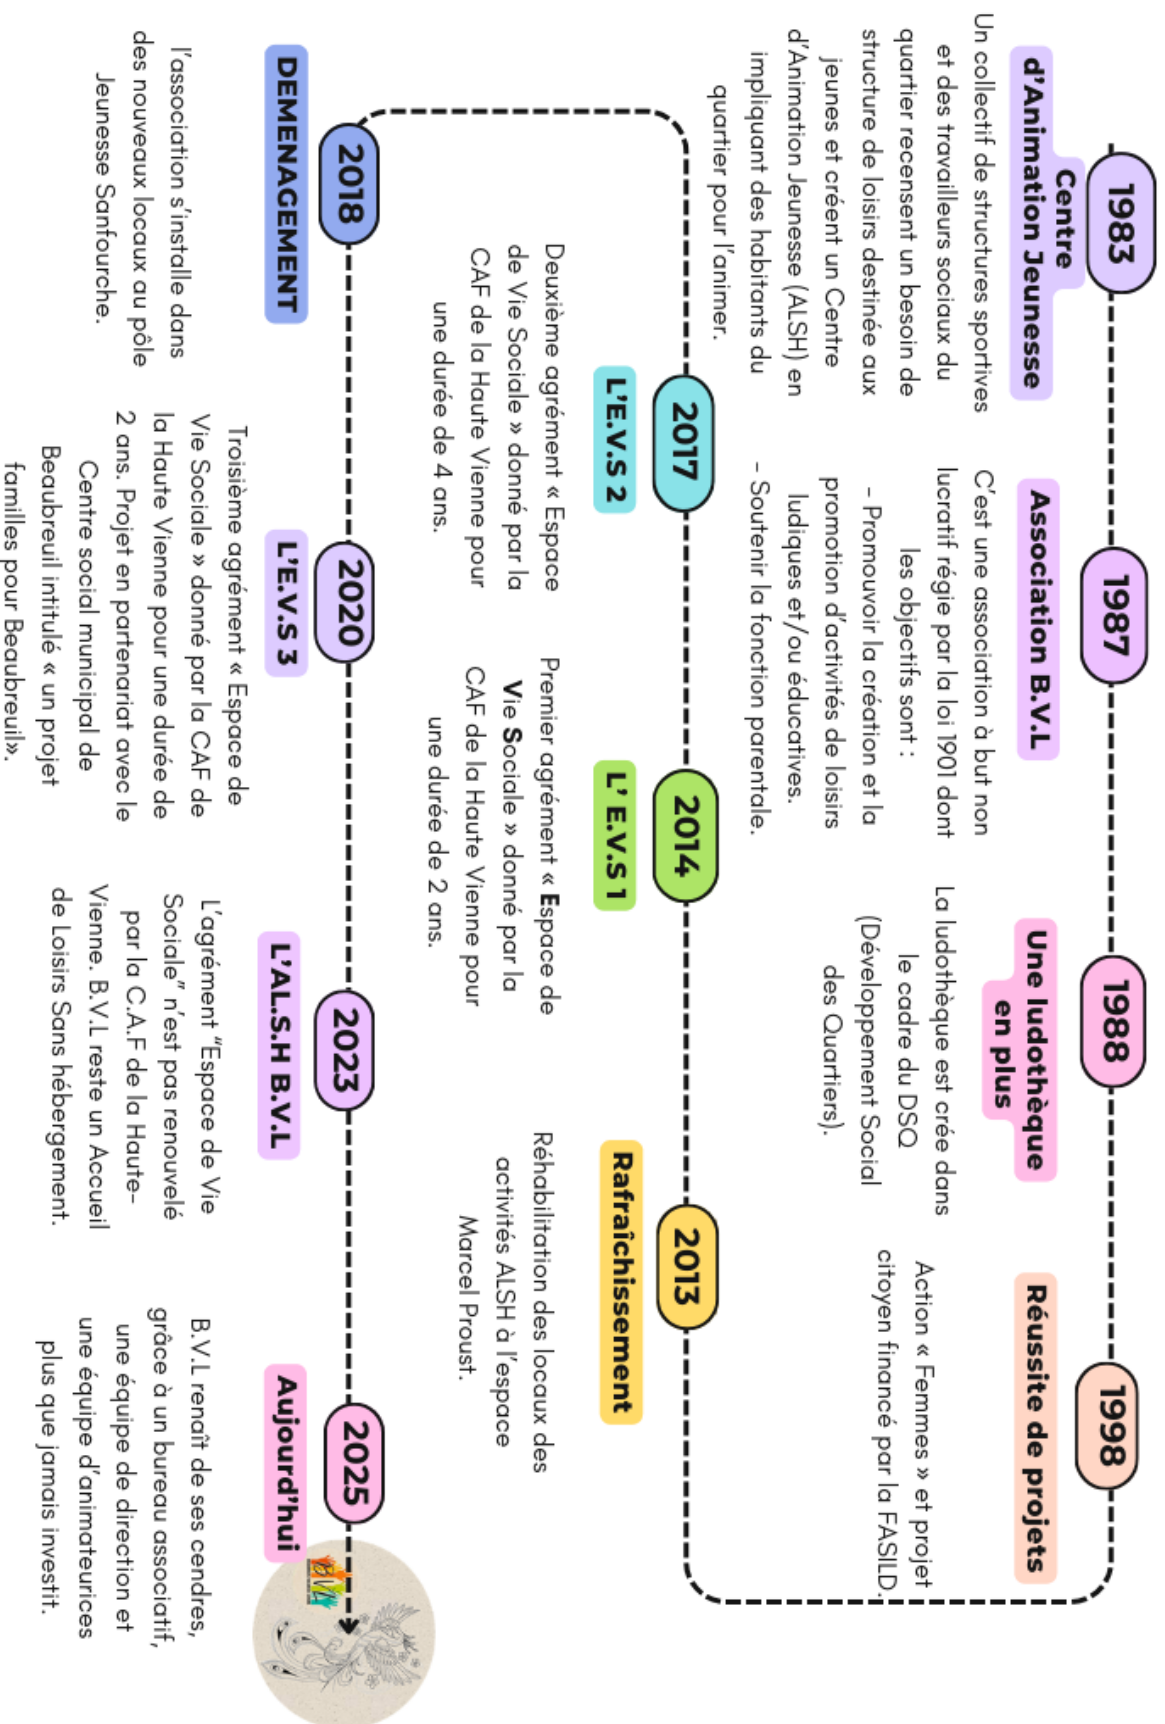 1983
Centre
d'Animation Jeunesse
Un collectif de structures sportives
et des travailleurs sociaux du
quartier recensent un besoin de
structure de loisirs destinée aux
jeunes et créent un Centre
d'Animation Jeunesse (ALSH) en
impliquant des habitants du
quartier pour l'animer.
1987
Association B.V.L
C'est une association à but non
lucratif régie par la loi 1901 dont
les objectifs sont :
- Promouvoir la création et la
promotion d'activités de loisirs
ludiques et/ou éducatives.
- Soutenir la fonction parentale.
1988
Une ludothèque
en plus
La ludothèque est crée dans
le cadre du DSQ
(Développement Social
des Quartiers).
1998
Réussite de projets
Action « Femmes » et projet
citoyen financé par la FASILD.
2013
Rafraîchissement
Réhabilitation des locaux des
activités ALSH à l'espace
Marcel Proust.
2014
L' E.V.S 1
Premier agrément « Espace de
Vie Sociale » donné par la
CAF de la Haute Vienne pour
une durée de 2 ans.
2017
L'E.V.S 2
Deuxième agrément « Espace
de Vie Sociale » donné par la
CAF de la Haute Vienne pour
une durée de 4 ans.
2018
DEMENAGEMENT
l'association s'installe dans
des nouveaux locaux au pôle
Jeunesse Sanfourche.
2020
L'E.V.S 3
Troisième agrément « Espace de
Vie Sociale » donné par la CAF de
la Haute Vienne pour une durée de
2 ans. Projet en partenariat avec le
Centre social municipal de
Beaubreuil intitulé « un projet
familles pour Beaubreuil».
2023
L'AL.S.H B.V.L
L'agrément "Espace de Vie
Sociale" n'est pas renouvelé
par la C.A.F de la Haute-
Vienne. B.V.L reste un Accueil
de Loisirs Sans hébergement.
2025
Aujourd'hui
B.V.L renaît de ses cendres,
grâce à un bureau associatif,
une équipe de direction et
une équipe d'animateurices
plus que jamais investit.
BVL